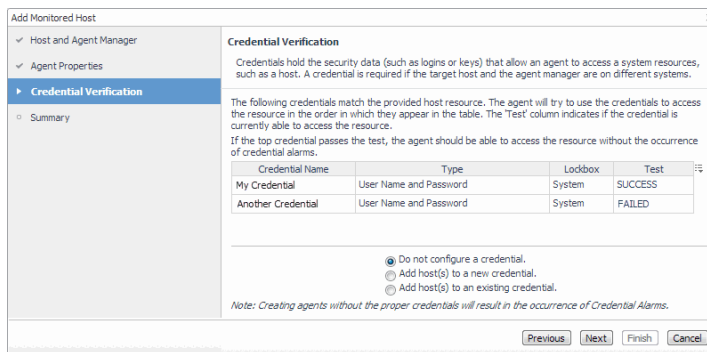 Add Monitored Host
Host and Agent Manager
Agent Properties
Credential Verification
Summary
Credential Verification
Credentials hold the security data (such as logins or keys) that allow an agent to access a system resources,
such as a host. A credential is required if the target host and the agent manager are on different systems.
The following credentials match the provided host resource. The agent will try to use the credentials to access
the resource in the order in which they appear in the table. The 'Test' column indicates if the credential is
currently able to access the resource.
If the top credential passes the test, the agent should be able to access the resource without the occurrence
of credential alarms.
Credential Name Type Lockbox Test
My Credential User Name and Password System SUCCESS
Another Credential User Name and Password System FAILED
Do not configure a credential.
Add host(s) to a new credential.
Add host(s) to an existing credential.
Note: Creating agents without the proper credentials will result in the occurrence of Credential Alarms.
Previous Next Finish Cancel